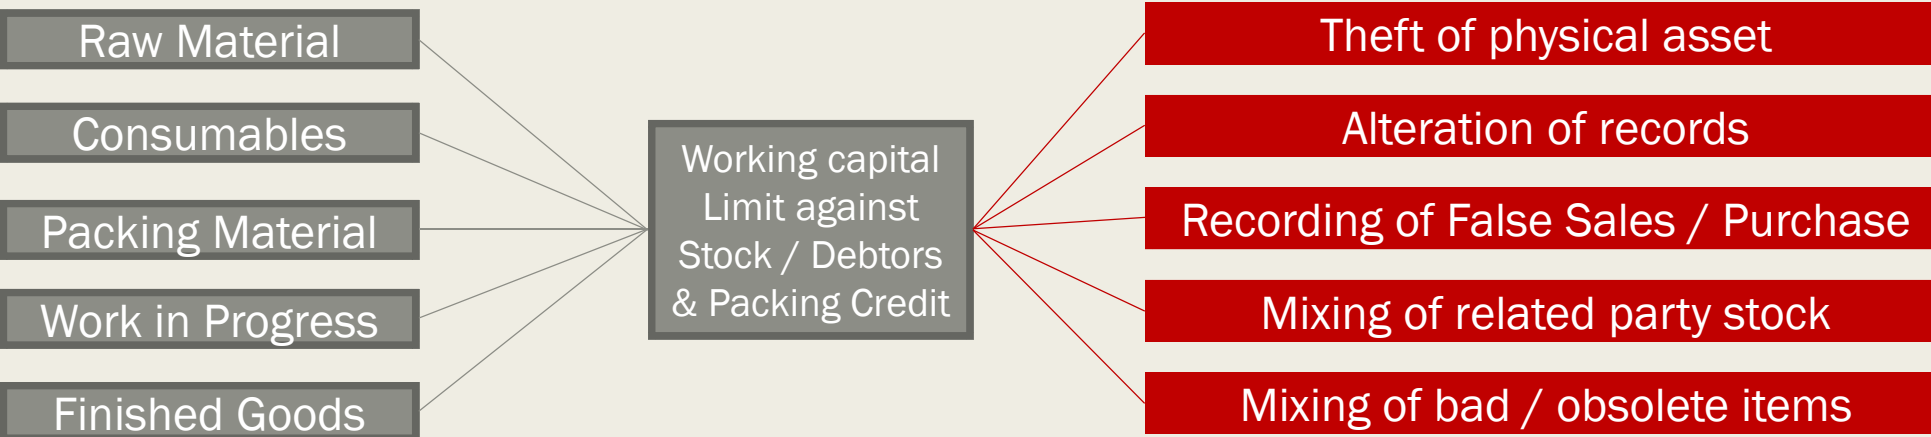 Raw Material
Consumables
Packing Material
Work in Progress
Finished Goods
Working capital
Limit against
Stock / Debtors
& Packing Credit
Theft of physical asset
Alteration of records
Recording of False Sales / Purchase
Mixing of related party stock
Mixing of bad / obsolete items